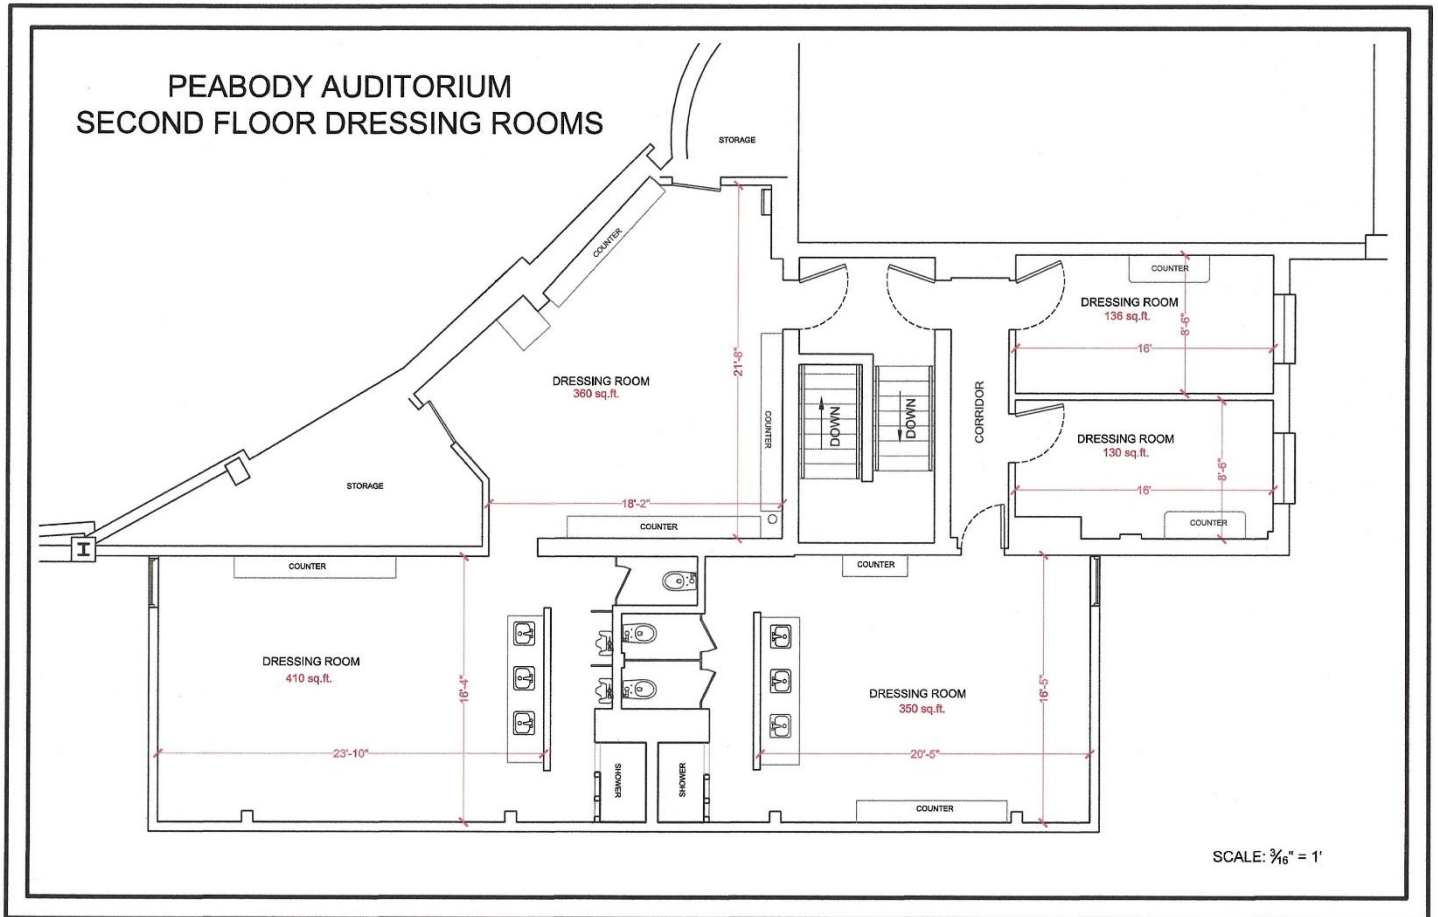 PEABODY AUDITORIUM
SECOND FLOOR DRESSING ROOMS
STORAGE
COUNTER
COUNTER
DRESSING ROOM
136 sq.ft.
8'-6"
16'
21'-8"
DRESSING ROOM
360 sq.ft.
COUNTER
DOWN
DOWN
CORRIDOR
DRESSING ROOM
130 sq.ft.
8'-6"
16'
COUNTER
STORAGE
18'-2"
COUNTER
COUNTER
COUNTER
DRESSING ROOM
410 sq.ft.
16'-4"
23'-10"
DRESSING ROOM
350 sq.ft.
16'-5"
20'-5"
SHOWER
SHOWER
COUNTER
SCALE: 3/16" = 1'